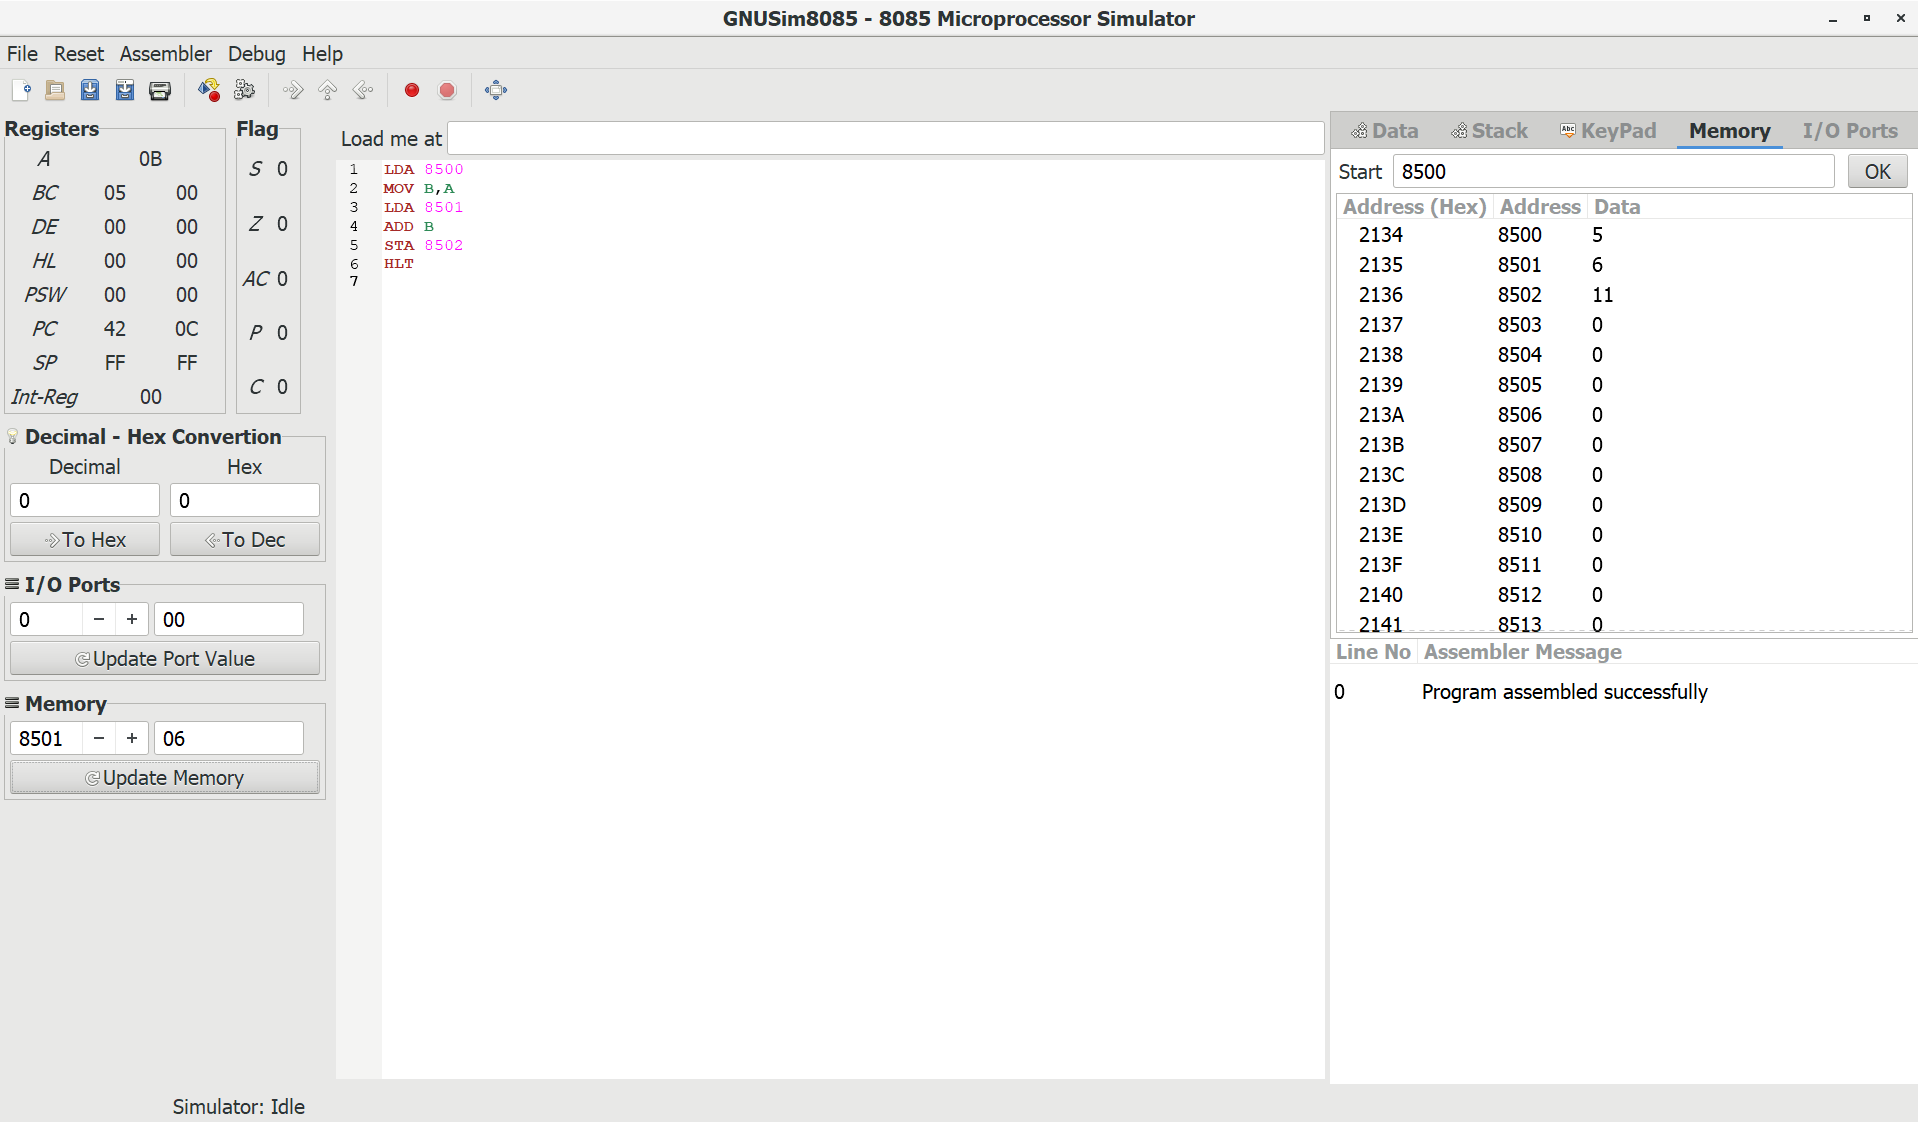 GNUSim8085 - 8085 Microprocessor Simulator
File Reset Assembler Debug Help
Registers
A 0B
BC 05 00
DE 00 00
HL 00 00
PSW 00 00
PC 42 0C
SP FF FF
Int-Reg 00
Flag
S 0
Z 0
AC 0
P 0
C 0
Decimal - Hex Convertion
Decimal Hex
0 0
To Hex To Dec
I/O Ports
0 - + 00
Update Port Value
Memory
8501 - + 06
Update Memory
Load me at
1 LDA 8500
2 MOV B,A
3 LDA 8501
4 ADD B
5 STA 8502
6 HLT
7
Data Stack Abc KeyPad Memory I/O Ports
Start 8500 OK
Address (Hex) Address Data
2134 8500 5
2135 8501 6
2136 8502 11
2137 8503 0
2138 8504 0
2139 8505 0
213A 8506 0
213B 8507 0
213C 8508 0
213D 8509 0
213E 8510 0
213F 8511 0
2140 8512 0
2141 8513 0
Line No Assembler Message
0 Program assembled successfully
Simulator: Idle